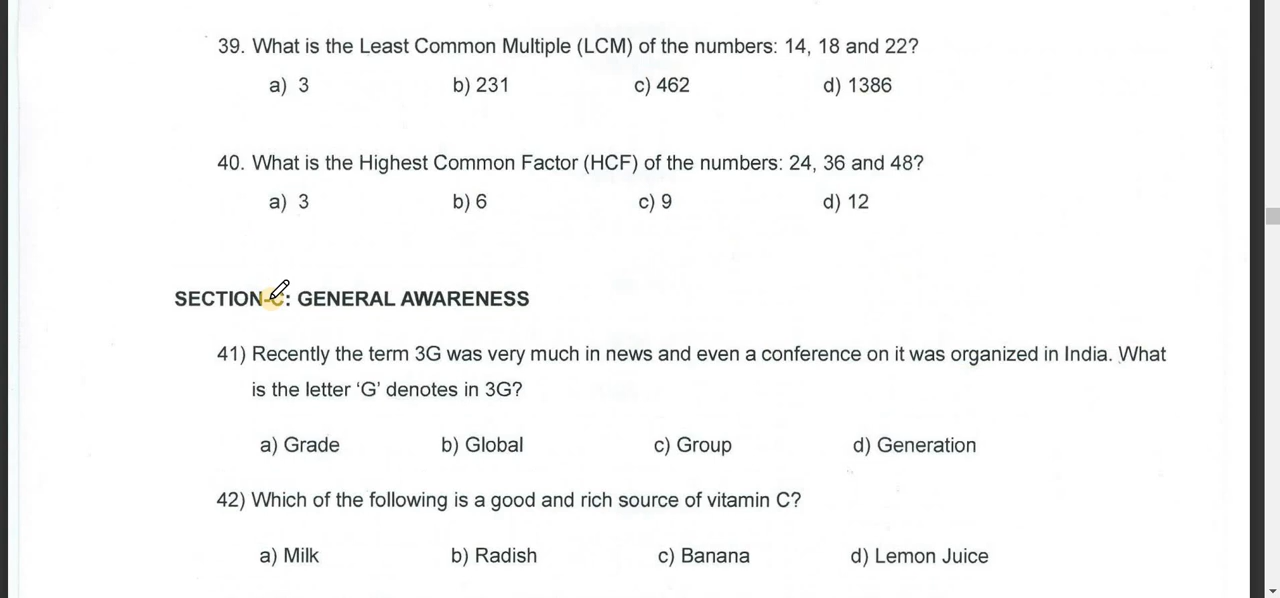 39. What is the Least Common Multiple (LCM) of the numbers: 14, 18 and 22?
a) 3 b) 231 c) 462 d) 1386
40. What is the Highest Common Factor (HCF) of the numbers: 24, 36 and 48?
a) 3 b) 6 c) 9 d) 12
SECTION-C: GENERAL AWARENESS
41) Recently the term 3G was very much in news and even a conference on it was organized in India. What
is the letter ‘G’ denotes in 3G?
a) Grade b) Global c) Group d) Generation
42) Which of the following is a good and rich source of vitamin C?
a) Milk b) Radish c) Banana d) Lemon Juice